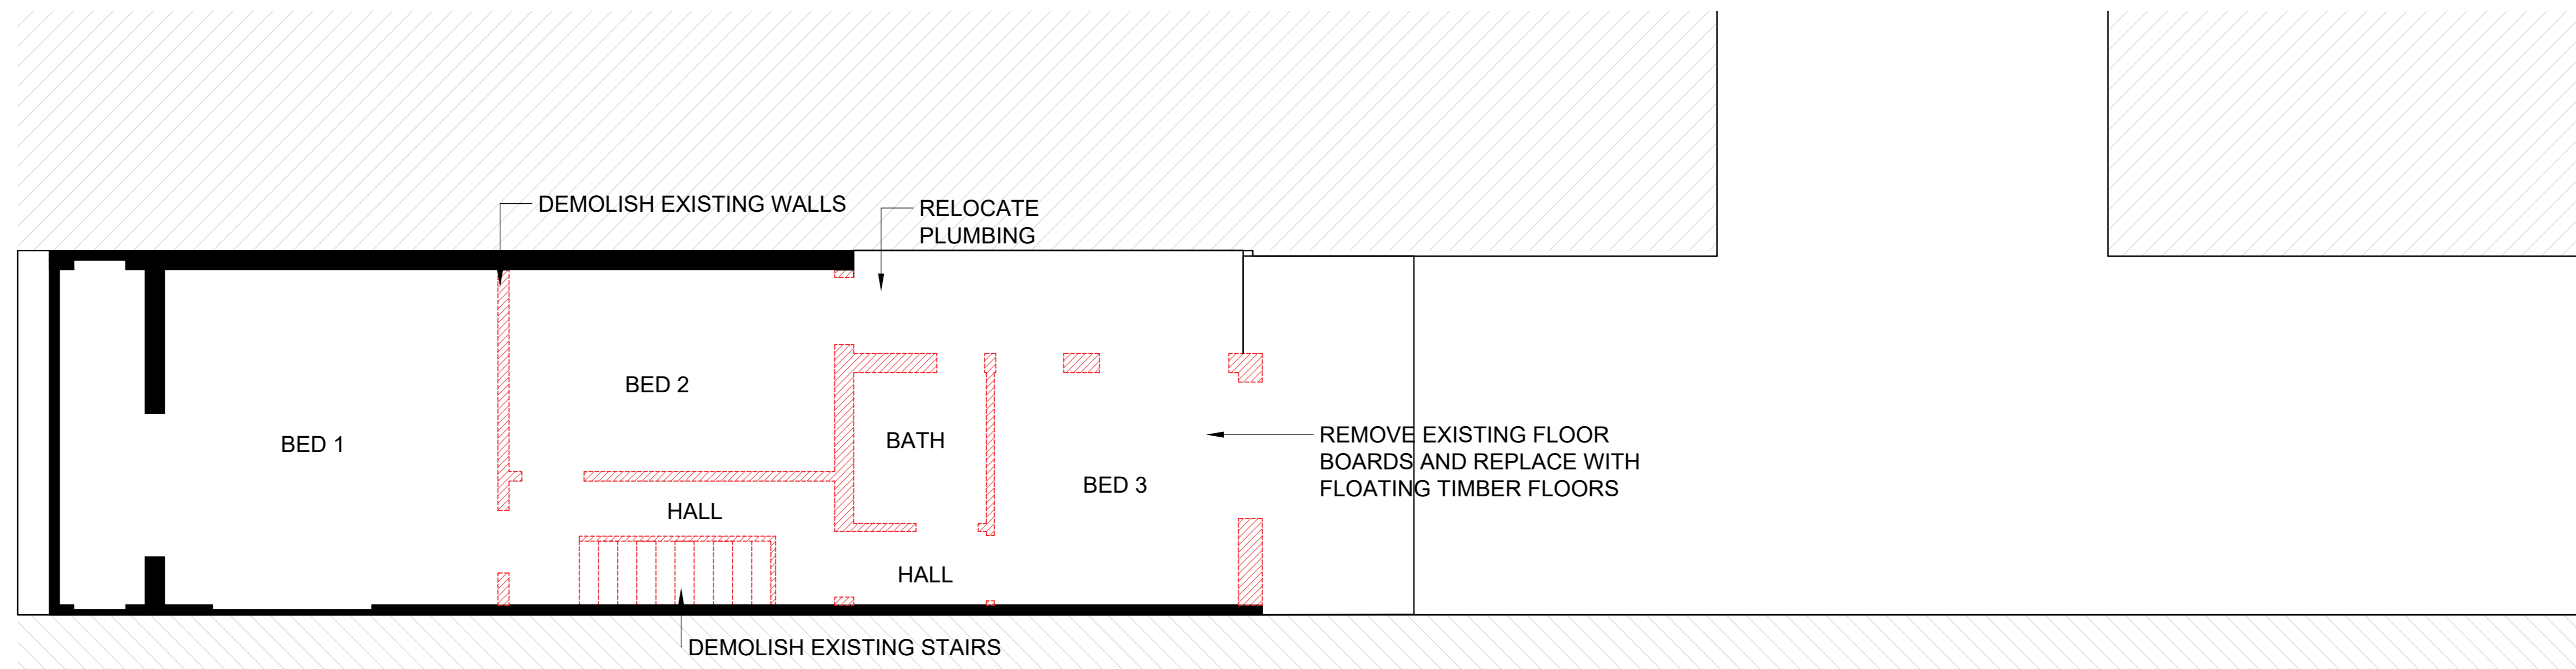 DEMOLISH EXISTING WALLS
RELOCATE
PLUMBING
BED 2
BED 1
BATH
REMOVE EXISTING FLOOR
BOARDS AND REPLACE WITH
FLOATING TIMBER FLOORS
BED 3
HALL
HALL
DEMOLISH EXISTING STAIRS